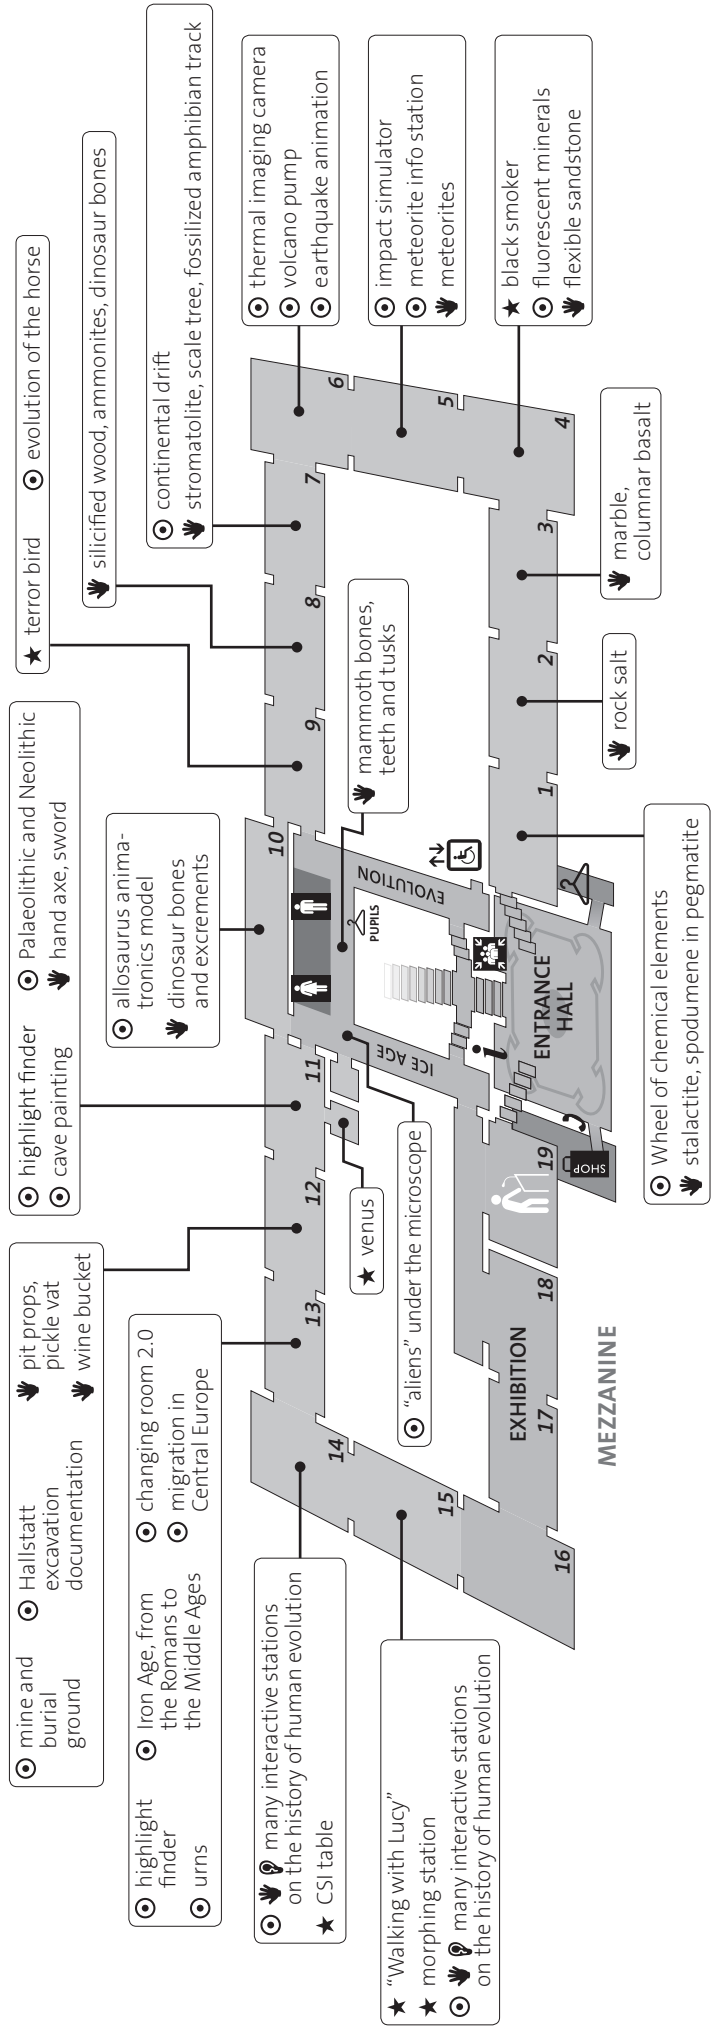 mine and
burial
ground
Hallstatt
excavation
documentation
pit props,
pickle vat
wine bucket
highlight finder
cave painting
Palaeolithic and Neolithic
hand axe, sword
terror bird
evolution of the horse
silicified wood, ammonites, dinosaur bones
continental drift
stromatolite, scale tree, fossilized amphibian track
highlight
finder
urns
Iron Age, from
the Romans to
the Middle Ages
changing room 2.0
migration in
Central Europe
allosaurus anima-
tronics model
dinosaur bones
and excrements
thermal imaging camera
volcano pump
earthquake animation
many interactive stations
on the history of human evolution
CSI table
14
13
12
11
10
9
8
7
6
venus
mammoth bones,
teeth and tusks
PUPILS
ICE AGE
EVOLUTION
impact simulator
meteorite info station
meteorites
"aliens" under the microscope
"Walking with Lucy"
morphing station
many interactive stations
on the history of human evolution
15
5
i
black smoker
fluorescent minerals
flexible sandstone
EXHIBITION
ENTRANCE
HALL
16
17
18
19
1
2
3
4
SHOP
MEZZANINE
Wheel of chemical elements
stalactite, spodumene in pegmatite
rock salt
marble,
columnar basalt